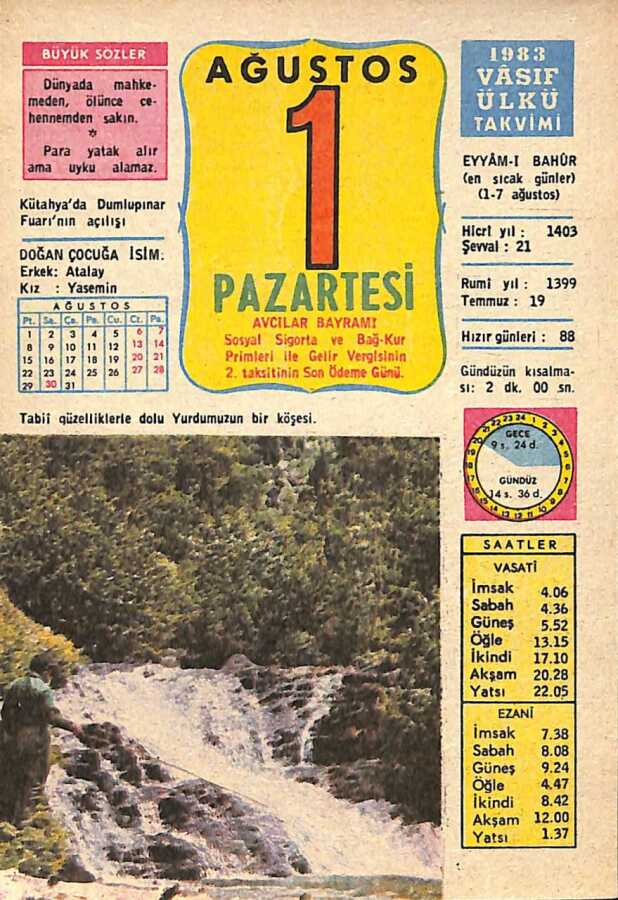 BÜYÜK SÖZLER
Dünyada mahke-
meden, ölünce ce-
hennemden sakın.
*
Para yatak alır
ama uyku alamaz.
Kütahya'da Dumlupınar
Fuarı'nın açılışı
DOĞAN ÇOCUĞA İSİM:
Erkek: Atalay
Kız : Yasemin
AĞUSTOS
Pt. Sa. Ça. Pe. Cu. Ct. Pa.
1 2 3 4 5 6 7
8 9 10 11 12 13 14
15 16 17 18 19 20 21
22 23 24 25 26 27 28
29 30 31
AĞUSTOS
1
PAZARTESİ
AVCILAR BAYRAMI
Sosyal Sigorta ve Bağ-Kur
Primleri ile Gelir Vergisinin
2. taksitinin Son Ödeme Günü.
1983
VÂSIF
ÜLKÜ
TAKVİMİ
EYYÂM-I BAHÛR
(en sıcak günler)
(1-7 ağustos)
Hicrî yıl : 1403
Şevval : 21
Rumi yıl : 1399
Temmuz : 19
Hızır günleri : 88
Gündüzün kısalma-
sı: 2 dk. 00 sn.
Tabiî güzelliklerle dolu Yurdumuzun bir köşesi.
GECE
9 s. 24 d.
GÜNDÜZ
14 s. 36 d.
SAATLER
VASATİ
İmsak 4.06
Sabah 4.36
Güneş 5.52
Öğle 13.15
İkindi 17.10
Akşam 20.28
Yatsı 22.05
EZANİ
İmsak 7.38
Sabah 8.08
Güneş 9.24
Öğle 4.47
İkindi 8.42
Akşam 12.00
Yatsı 1.37